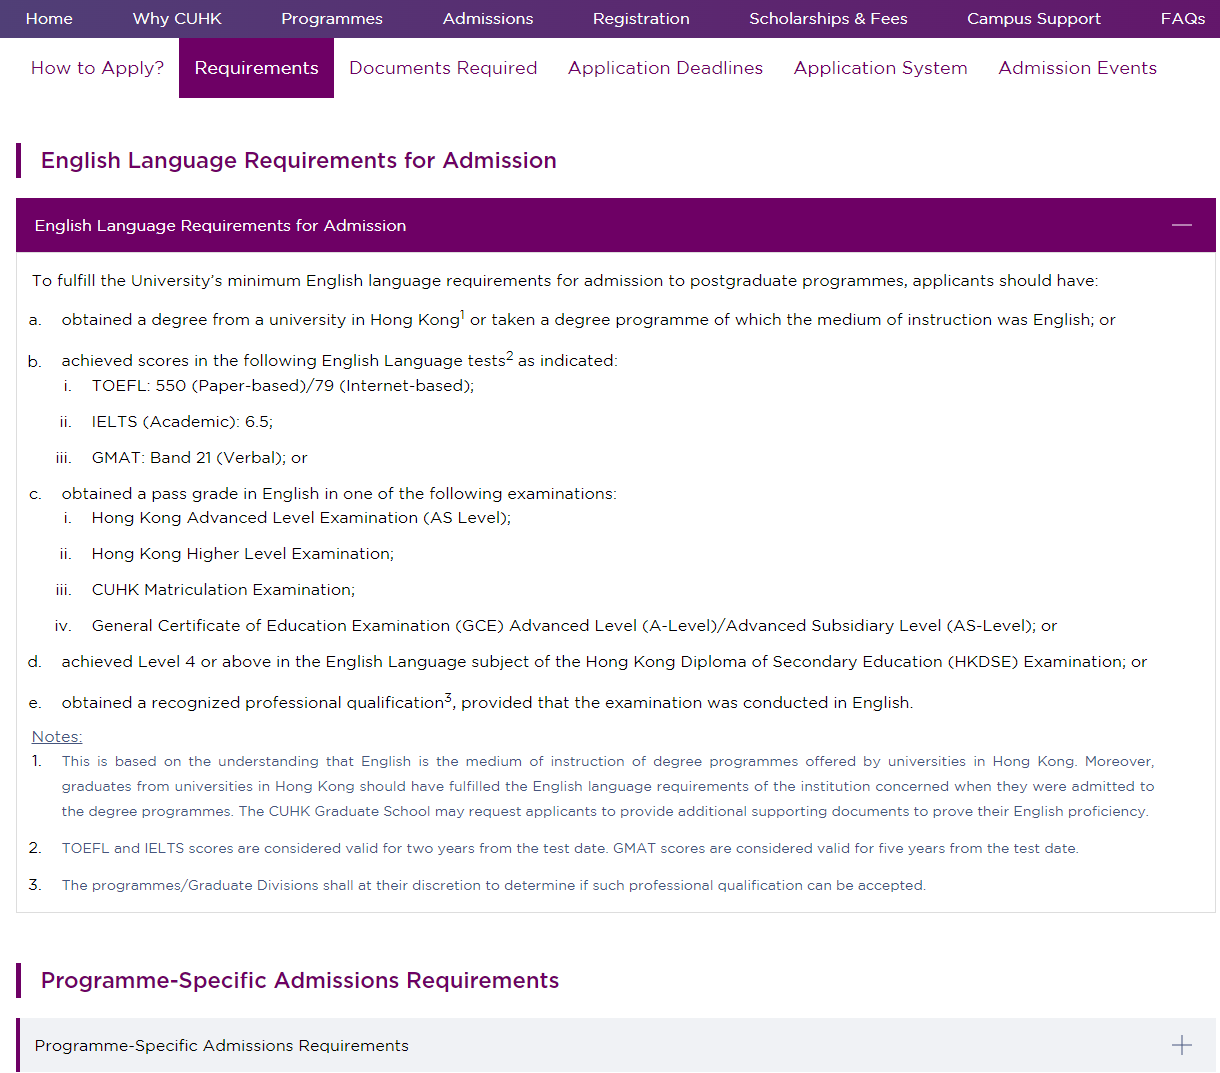 Home Why CUHK Programmes Admissions Registration Scholarships & Fees Campus Support FAQs
How to Apply? Requirements Documents Required Application Deadlines Application System Admission Events
English Language Requirements for Admission
English Language Requirements for Admission
To fulfill the University’s minimum English language requirements for admission to postgraduate programmes, applicants should have:
a. obtained a degree from a university in Hong Kong1 or taken a degree programme of which the medium of instruction was English; or
b. achieved scores in the following English Language tests2 as indicated:
i. TOEFL: 550 (Paper-based)/79 (Internet-based);
ii. IELTS (Academic): 6.5;
iii. GMAT: Band 21 (Verbal); or
c. obtained a pass grade in English in one of the following examinations:
i. Hong Kong Advanced Level Examination (AS Level);
ii. Hong Kong Higher Level Examination;
iii. CUHK Matriculation Examination;
iv. General Certificate of Education Examination (GCE) Advanced Level (A-Level)/Advanced Subsidiary Level (AS-Level); or
d. achieved Level 4 or above in the English Language subject of the Hong Kong Diploma of Secondary Education (HKDSE) Examination; or
e. obtained a recognized professional qualification3, provided that the examination was conducted in English.
Notes:
1. This is based on the understanding that English is the medium of instruction of degree programmes offered by universities in Hong Kong. Moreover,
graduates from universities in Hong Kong should have fulfilled the English language requirements of the institution concerned when they were admitted to
the degree programmes. The CUHK Graduate School may request applicants to provide additional supporting documents to prove their English proficiency.
2. TOEFL and IELTS scores are considered valid for two years from the test date. GMAT scores are considered valid for five years from the test date.
3. The programmes/Graduate Divisions shall at their discretion to determine if such professional qualification can be accepted.
Programme-Specific Admissions Requirements
Programme-Specific Admissions Requirements